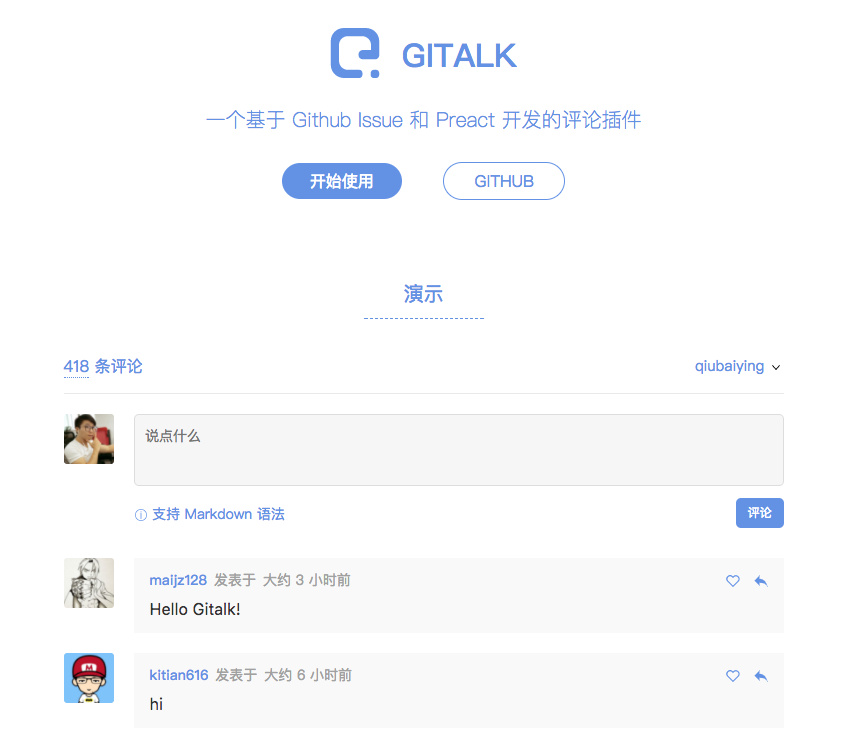 GITALK
一个基于 Github Issue 和 Preact 开发的评论插件
开始使用 GITHUB
演示
418 条评论 qiubaiying
说点什么
支持 Markdown 语法 评论
maijz128 发表于 大约 3 小时前
Hello Gitalk!
M
kitian616 发表于 大约 6 小时前
hi